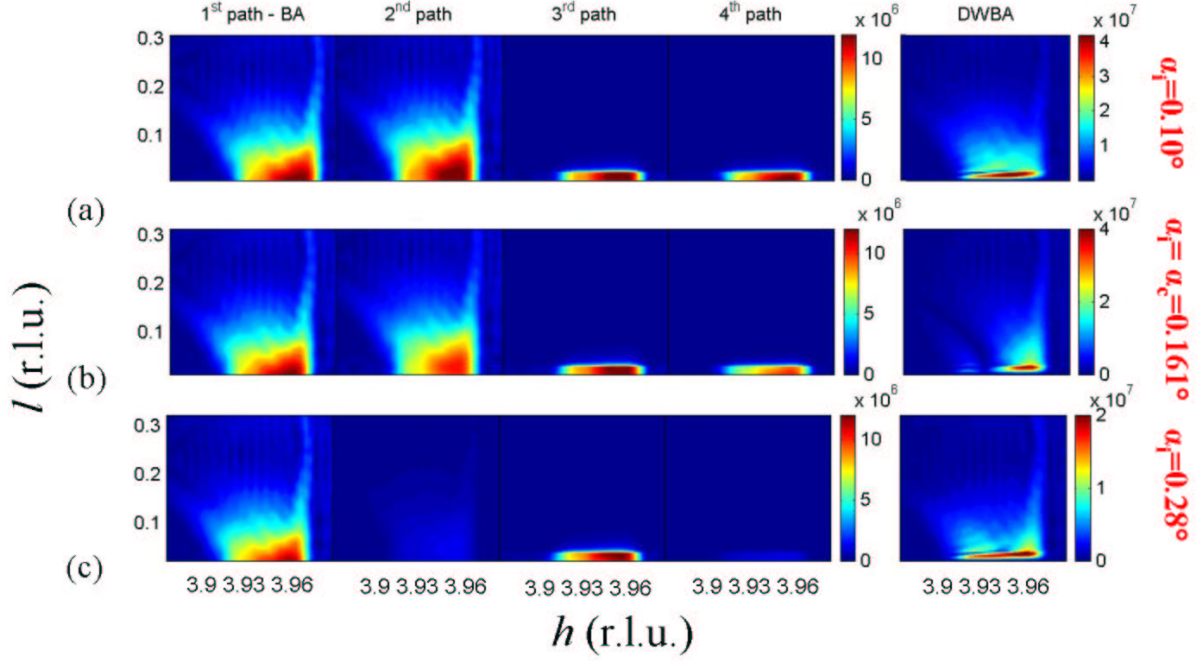 1st path - BA 2nd path 3rd path 4th path x 10^6 DWBA x 10^7
0.3 0.2 0.1
10 5 0
4 3 2 1
αi=0.10°
(a)
x 10^6 x 10^7
0.3 0.2 0.1
10 5 0
4 2 0
αi= αc=0.161°
(b)
x 10^6 x 10^7
0.3 0.2 0.1
10 5 0
2 1 0
αi=0.28°
(c)
l (r.l.u.)
3.9 3.93 3.96 3.9 3.93 3.96 3.9 3.93 3.96 3.9 3.93 3.96 3.9 3.93 3.96
h (r.l.u.)